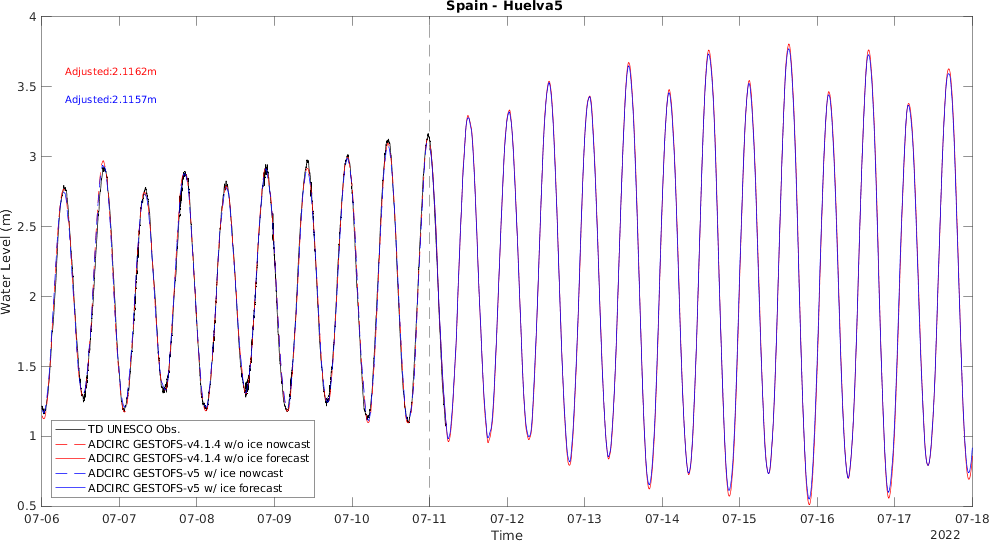 Spain - Huelva5
4
3.5
3
2.5
2
1.5
1
0.5
Water Level (m)
Adjusted:2.1162m
Adjusted:2.1157m
TD UNESCO Obs.
ADCIRC GESTOFS-v4.1.4 w/o ice nowcast
ADCIRC GESTOFS-v4.1.4 w/o ice forecast
ADCIRC GESTOFS-v5 w/ ice nowcast
ADCIRC GESTOFS-v5 w/ ice forecast
07-06 07-07 07-08 07-09 07-10 07-11 07-12 07-13 07-14 07-15 07-16 07-17 07-18
Time
2022